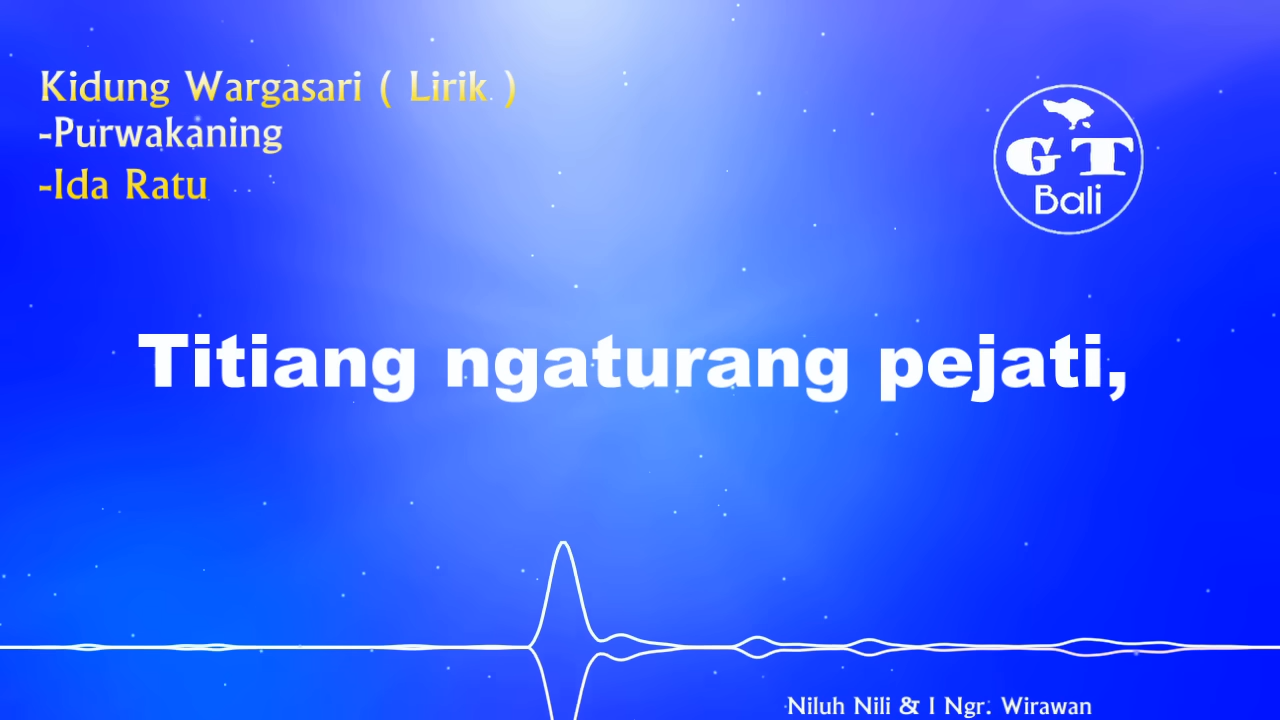 Kidung Wargasari ( Lirik )
-Purwakaning
-Ida Ratu
GT
Bali
Titiang ngaturang pejati,
Niluh Nili & I Ngr. Wirawan